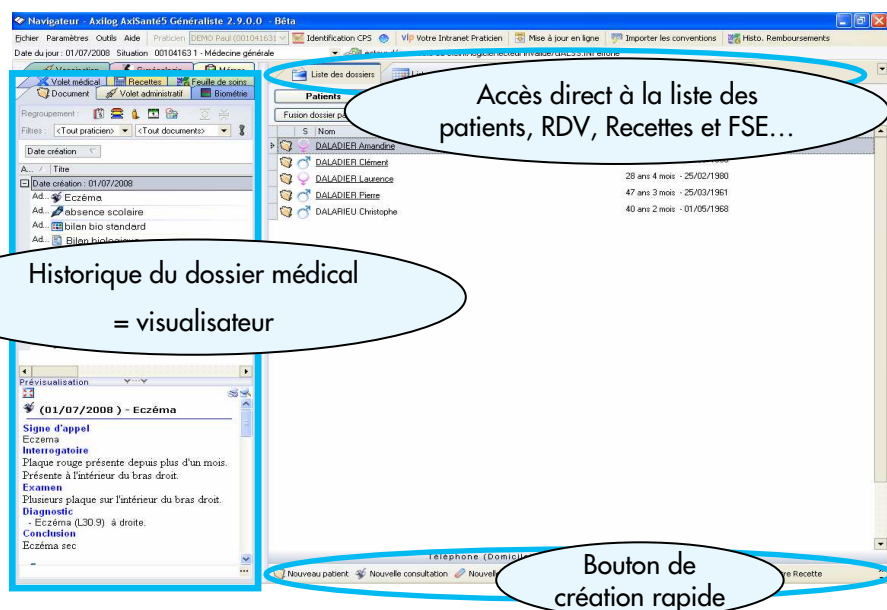 Navigateur - Axilog AxiSanté5 Généraliste 2.9.0.0 - Bêta
Fichier Paramètres Outils Aide Praticien DEMO Paul (001041631 Identification CPS Vip Votre Intranet Praticien Mise à jour en ligne Importer les conventions Histo. Remboursements
Date du jour : 01/07/2008 Situation 00104163 1 - Médecine générale
Volet médical Recettes Feuille de soins
Document Volet administratif Biométrie
Regroupement :
Filtres : <Tout praticien> <Tout documents>
Date création
A... / Titre
Date création : 01/07/2008
Ad... Eczéma
Ad... absence scolaire
Ad... bilan bio standard
Ad... Bilan biologique
Historique du dossier médical
= visualisateur
Prévisualisation
(01/07/2008 ) - Eczéma
Signe d'appel
Eczema
Interrogatoire
Plaque rouge présente depuis plus d'un mois.
Présente à l'intérieur du bras droit.
Examen
Plusieurs plaque sur l'intérieur du bras droit.
Diagnostic
- Eczéma (L30.9) à droite.
Conclusion
Eczéma sec
Liste des dossiers
Accès direct à la liste des
patients, RDV, Recettes et FSE...
Patients
Fusion dossier
S Nom
DALADIER Amandine
DALADIER Clément
DALADIER Laurence 28 ans 4 mois - 25/02/1980
DALADIER Pierre 47 ans 3 mois - 25/03/1961
DALARIEU Christophe 40 ans 2 mois - 01/05/1968
Téléphone
Nouveau patient Nouvelle consultation Recette
Bouton de
création rapide